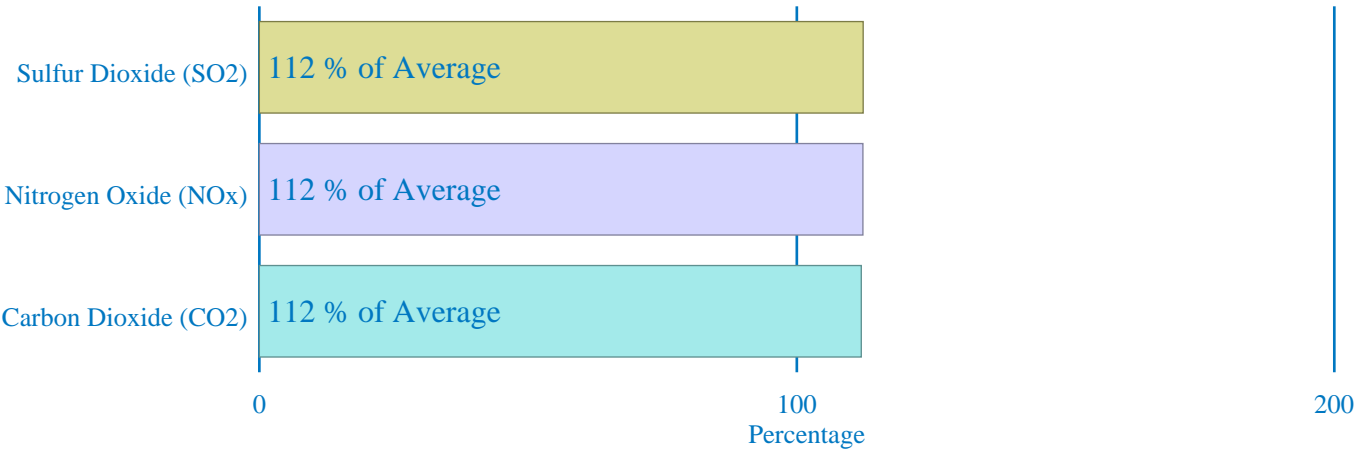 Sulfur Dioxide (SO2)
112 % of Average
Nitrogen Oxide (NOx)
112 % of Average
Carbon Dioxide (CO2)
112 % of Average
0
100
200
Percentage